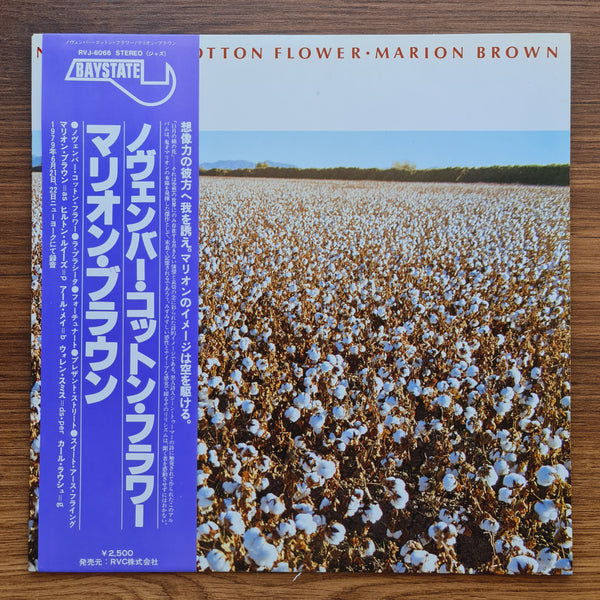 N
OTTON FLOWER・MARION BROWN
ノヴェンバー・コットン・フラワー/マリオン・ブラウン
RVJ-6066 STEREO (ジャズ)
BAYSTATE
想像力の彼方へ我を誘え。マリオンのイメージは空を駆ける。
ノヴェンバー・コットン・フラワー
マリオン・ブラウン
●ノヴェンバー・コットン・フラワー●ラ・プラシータ●フォーチュナート●プレザント・ストリート●スイート・アース・フライング
マリオン・ブラウン=as ヒルトン・ルイーズ=p アール・メイ=b ウォレン・スミス=ds・per カール・ラウシュ=g
1979年6月21日、22日ニューヨークにて録音
¥2,500
発売元:RVC株式会社